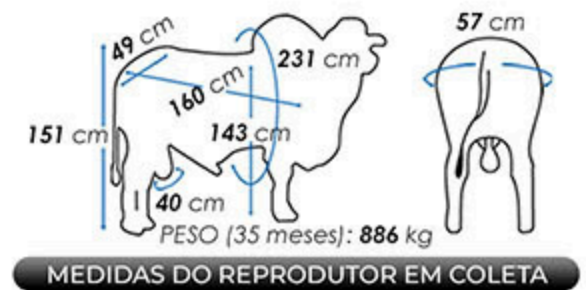 49 cm
57 cm
231 cm
160 cm
151 cm
143 cm
40 cm
PESO (35 meses): 886 kg
MEDIDAS DO REPRODUTOR EM COLETA